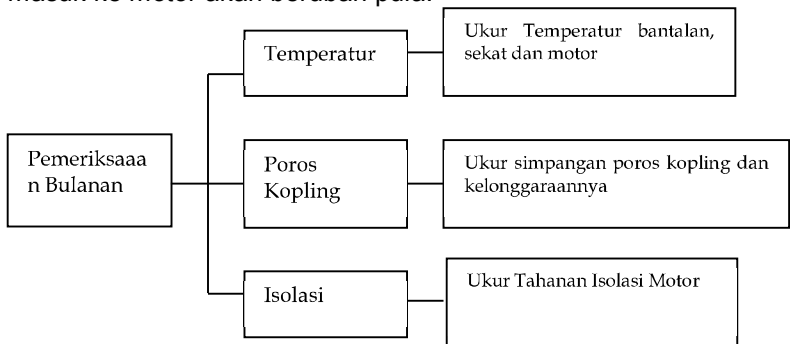 masuk ke motor akan berubah pula.
Temperatur
Ukur Temperatur bantalan,
sekat dan motor
Pemeriksaaa
n Bulanan
Poros
Kopling
Ukur simpangan poros kopling dan
kelonggaraannya
Isolasi
Ukur Tahanan Isolasi Motor